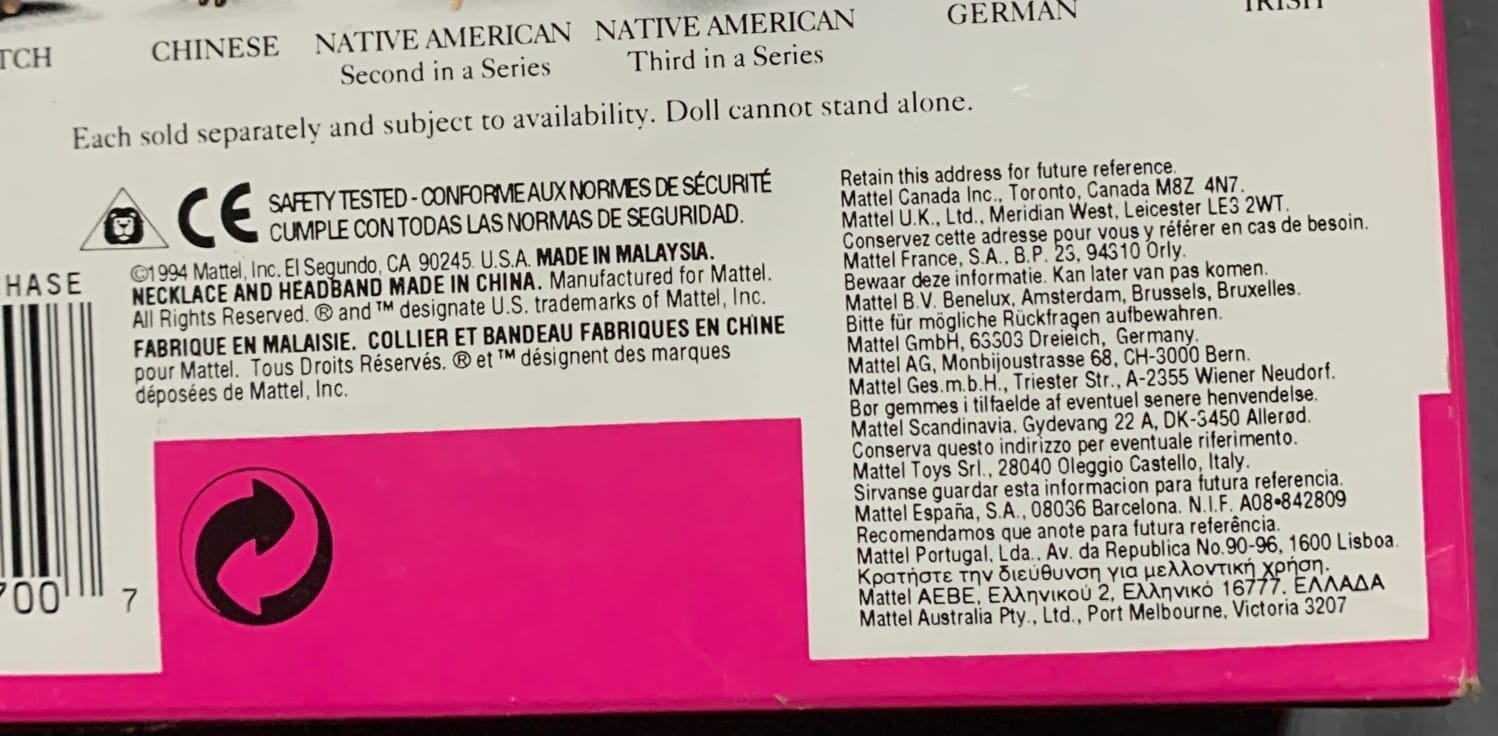 CHINESE
NATIVE AMERICAN
Second in a Series
NATIVE AMERICAN
Third in a Series
GERMAN
Each sold separately and subject to availability. Doll cannot stand alone.
CE
SAFETY TESTED - CONFORME AUX NORMES DE SÉCURITÉ
CUMPLE CON TODAS LAS NORMAS DE SEGURIDAD.
©1994 Mattel, Inc. El Segundo, CA 90245. U.S.A. MADE IN MALAYSIA.
NECKLACE AND HEADBAND MADE IN CHINA. Manufactured for Mattel.
All Rights Reserved. ® and ™ designate U.S. trademarks of Mattel, Inc.
FABRIQUE EN MALAISIE. COLLIER ET BANDEAU FABRIQUES EN CHINE
pour Mattel. Tous Droits Réservés. ® et ™ désignent des marques
déposées de Mattel, Inc.
HASE
00
7
Retain this address for future reference.
Mattel Canada Inc., Toronto, Canada M8Z 4N7.
Mattel U.K., Ltd., Meridian West, Leicester LE3 2WT.
Conservez cette adresse pour vous y référer en cas de besoin.
Mattel France, S.A., B.P. 23, 94310 Orly.
Bewaar deze informatie. Kan later van pas komen.
Mattel B.V. Benelux, Amsterdam, Brussels, Bruxelles.
Bitte für mögliche Rückfragen aufbewahren.
Mattel GmbH, 63303 Dreieich, Germany.
Mattel AG, Monbijoustrasse 68, CH-3000 Bern.
Mattel Ges.m.b.H., Triester Str., A-2355 Wiener Neudorf.
Bør gemmes i tilfaelde af eventuel senere henvendelse.
Mattel Scandinavia, Gydevang 22 A, DK-3450 Allerød.
Conserva questo indirizzo per eventuale riferimento.
Mattel Toys Srl., 28040 Oleggio Castello, Italy.
Sirvanse guardar esta informacion para futura referencia.
Mattel España, S.A., 08036 Barcelona. N.I.F. A08•842809
Recomendamos que anote para futura referência.
Mattel Portugal, Lda.. Av. da Republica No.90-96, 1600 Lisboa.
Κρατήστε την διεύθυνση για μελλοντική χρήση.
Mattel AEBE, Ελληνικού 2, Ελληνικό 16777. ΕΛΛΑΔΑ
Mattel Australia Pty., Ltd., Port Melbourne, Victoria 3207